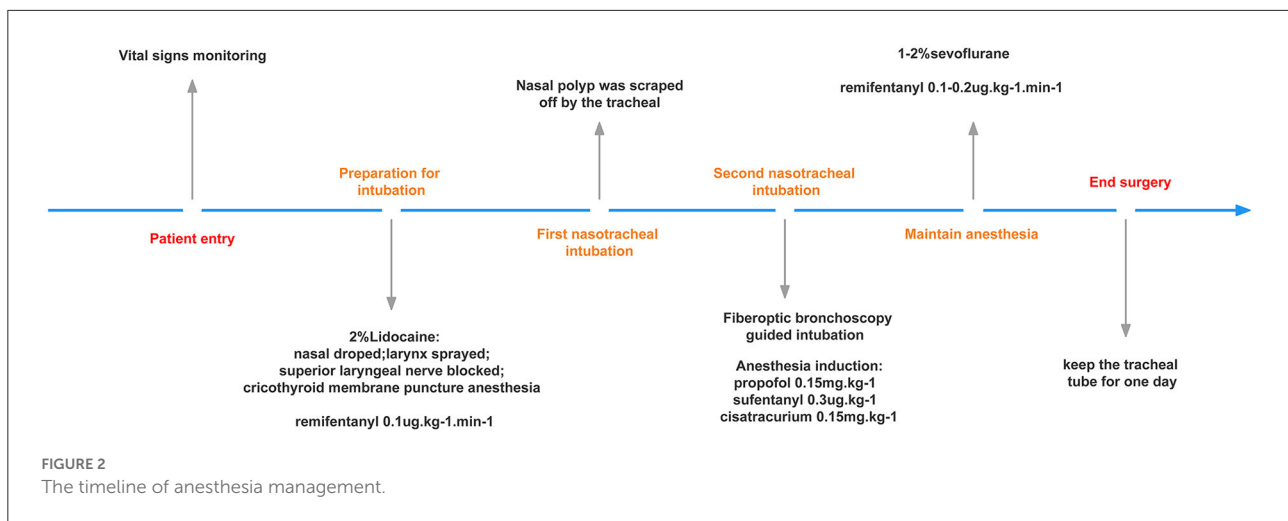 Vital signs monitoring
Patient entry
Preparation for
intubation
2%Lidocaine:
nasal droped;larynx sprayed;
superior laryngeal nerve blocked;
cricothyroid membrane puncture anesthesia
remifentanyl 0.1ug.kg-1.min-1
Nasal polyp was scraped
off by the tracheal
First nasotracheal
intubation
Second nasotracheal
intubation
Fiberoptic bronchoscopy
guided intubation
Anesthesia induction:
propofol 0.15mg.kg-1
sufentanyl 0.3ug.kg-1
cisatracurium 0.15mg.kg-1
1-2%sevoflurane
remifentanyl 0.1-0.2ug.kg-1.min-1
Maintain anesthesia
End surgery
keep the tracheal
tube for one day
FIGURE 2
The timeline of anesthesia management.